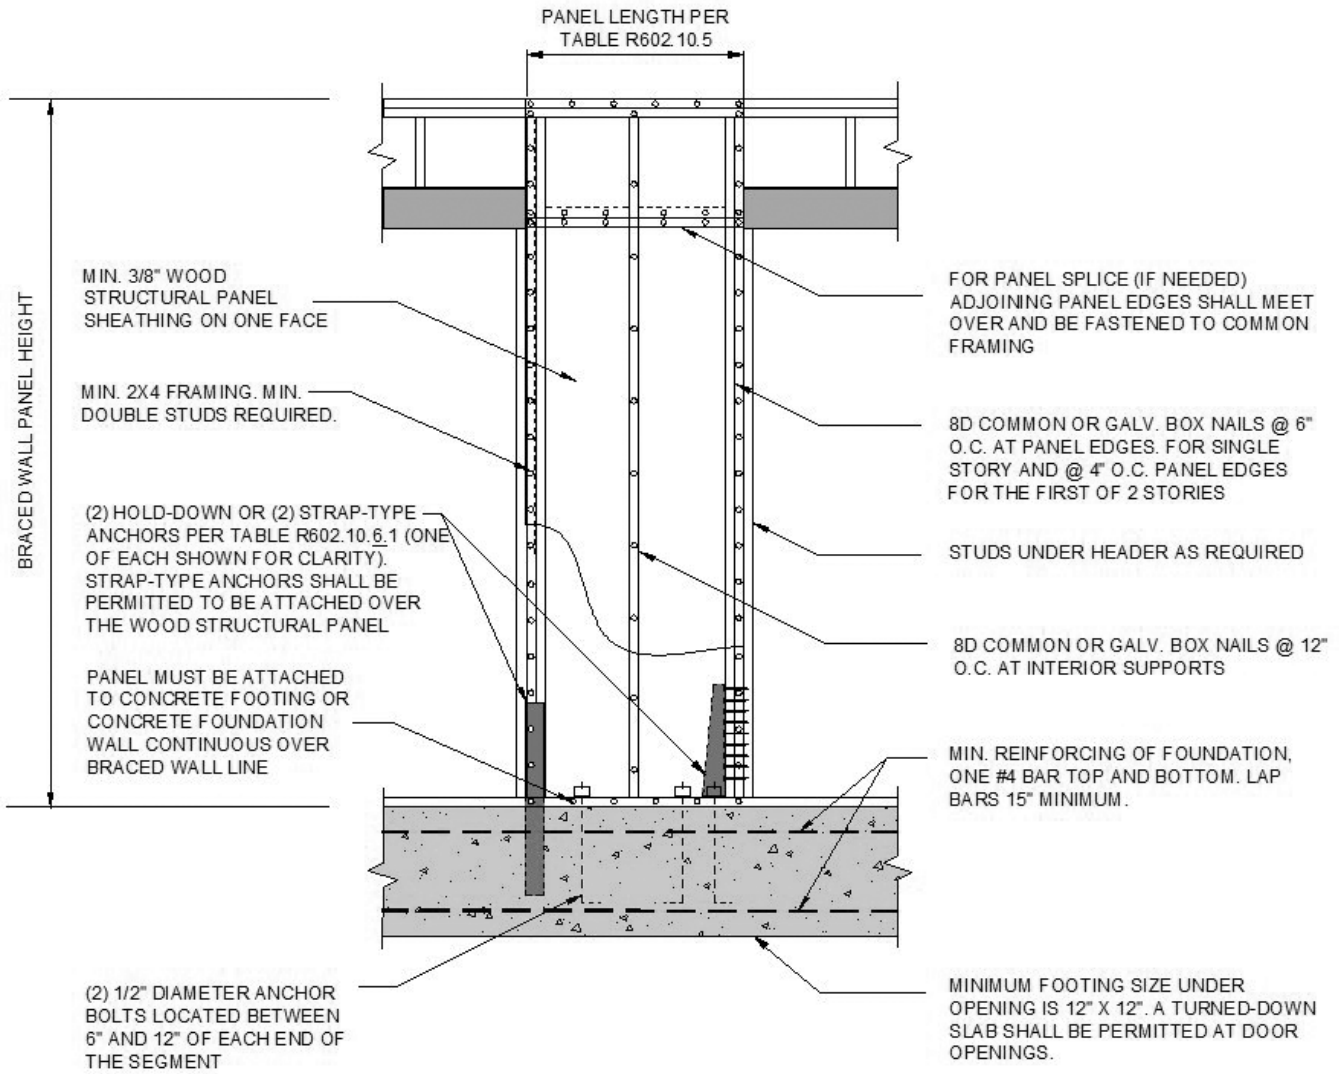 PANEL LENGTH PER
TABLE R602.10.5
BRACED WALL PANEL HEIGHT
MIN. 3/8" WOOD
STRUCTURAL PANEL
SHEATHING ON ONE FACE
MIN. 2X4 FRAMING. MIN.
DOUBLE STUDS REQUIRED.
(2) HOLD-DOWN OR (2) STRAP-TYPE
ANCHORS PER TABLE R602.10.6.1 (ONE
OF EACH SHOWN FOR CLARITY).
STRAP-TYPE ANCHORS SHALL BE
PERMITTED TO BE ATTACHED OVER
THE WOOD STRUCTURAL PANEL
PANEL MUST BE ATTACHED
TO CONCRETE FOOTING OR
CONCRETE FOUNDATION
WALL CONTINUOUS OVER
BRACED WALL LINE
(2) 1/2" DIAMETER ANCHOR
BOLTS LOCATED BETWEEN
6" AND 12" OF EACH END OF
THE SEGMENT
FOR PANEL SPLICE (IF NEEDED)
ADJOINING PANEL EDGES SHALL MEET
OVER AND BE FASTENED TO COMMON
FRAMING
8D COMMON OR GALV. BOX NAILS @ 6"
O.C. AT PANEL EDGES. FOR SINGLE
STORY AND @ 4" O.C. PANEL EDGES
FOR THE FIRST OF 2 STORIES
STUDS UNDER HEADER AS REQUIRED
8D COMMON OR GALV. BOX NAILS @ 12"
O.C. AT INTERIOR SUPPORTS
MIN. REINFORCING OF FOUNDATION,
ONE #4 BAR TOP AND BOTTOM. LAP
BARS 15" MINIMUM.
MINIMUM FOOTING SIZE UNDER
OPENING IS 12" X 12". A TURNED-DOWN
SLAB SHALL BE PERMITTED AT DOOR
OPENINGS.